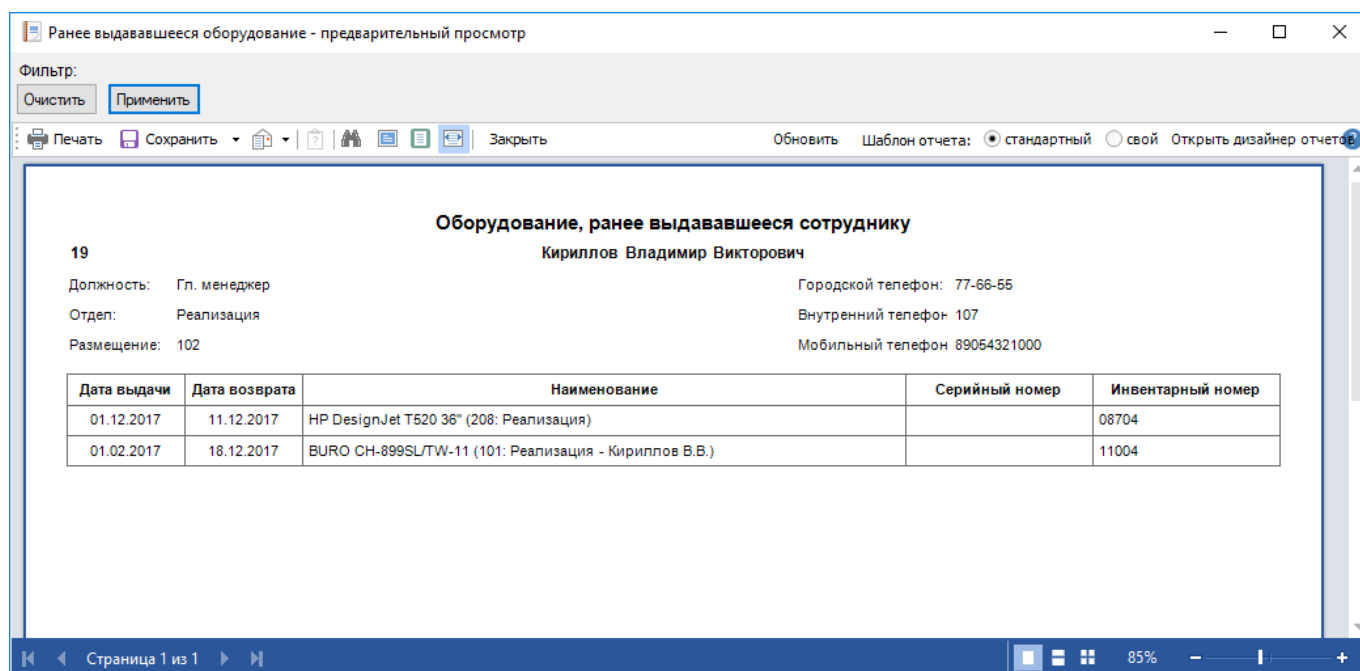 Ранее выдававшееся оборудование - предварительный просмотр
Фильтр:
Очистить Применить
Печать Сохранить Закрыть Обновить Шаблон отчета: стандартный свой Открыть дизайнер отчетов
Оборудование, ранее выдававшееся сотруднику
19 Кириллов Владимир Викторович
Должность: Гл. менеджер Городской телефон: 77-66-55
Отдел: Реализация Внутренний телефон 107
Размещение: 102 Мобильный телефон 89054321000
Дата выдачи Дата возврата Наименование Серийный номер Инвентарный номер
01.12.2017 11.12.2017 HP DesignJet T520 36" (208: Реализация) 08704
01.02.2017 18.12.2017 BURO CH-899SL/TW-11 (101: Реализация - Кириллов В.В.) 11004
Страница 1 из 1 85%